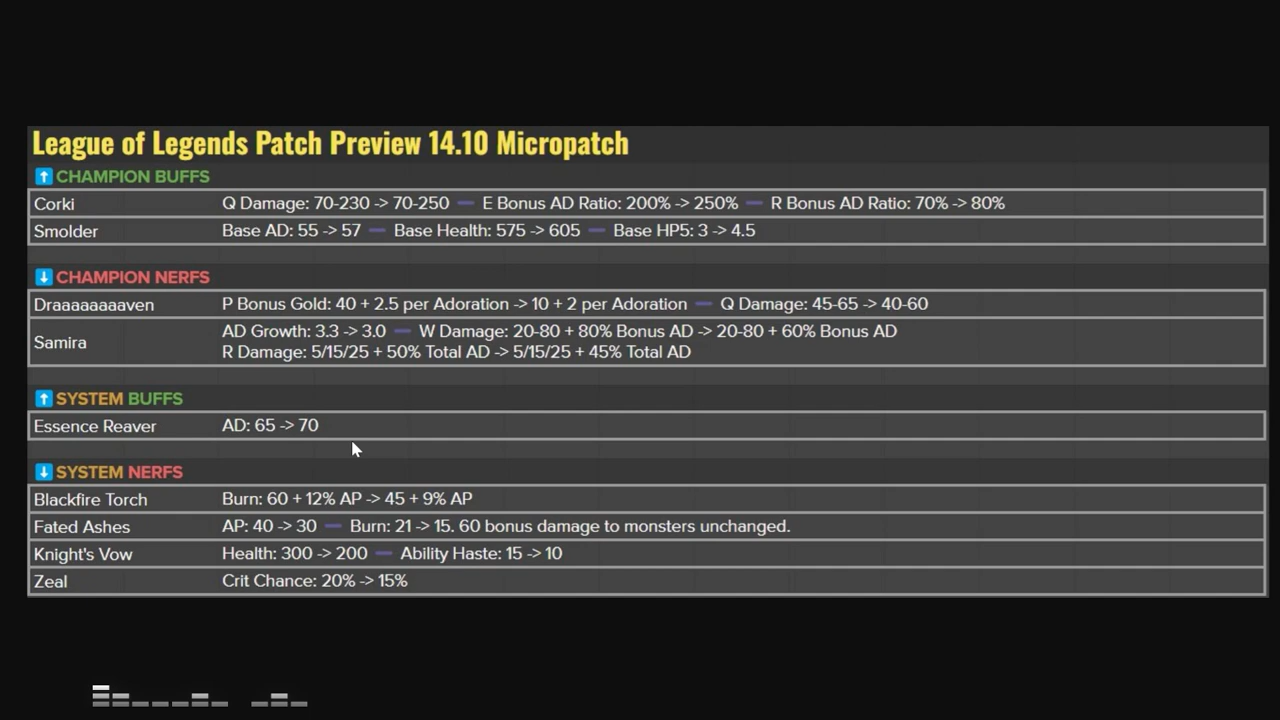 League of Legends Patch Preview 14.10 Micropatch
CHAMPION BUFFS
Corki Q Damage: 70-230 -> 70-250 — E Bonus AD Ratio: 200% -> 250% — R Bonus AD Ratio: 70% -> 80%
Smolder Base AD: 55 -> 57 — Base Health: 575 -> 605 — Base HP5: 3 -> 4.5
CHAMPION NERFS
Draaaaaaaaven P Bonus Gold: 40 + 2.5 per Adoration -> 10 + 2 per Adoration — Q Damage: 45-65 -> 40-60
Samira AD Growth: 3.3 -> 3.0 — W Damage: 20-80 + 80% Bonus AD -> 20-80 + 60% Bonus AD
R Damage: 5/15/25 + 50% Total AD -> 5/15/25 + 45% Total AD
SYSTEM BUFFS
Essence Reaver AD: 65 -> 70
SYSTEM NERFS
Blackfire Torch Burn: 60 + 12% AP -> 45 + 9% AP
Fated Ashes AP: 40 -> 30 — Burn: 21 -> 15. 60 bonus damage to monsters unchanged.
Knight's Vow Health: 300 -> 200 — Ability Haste: 15 -> 10
Zeal Crit Chance: 20% -> 15%